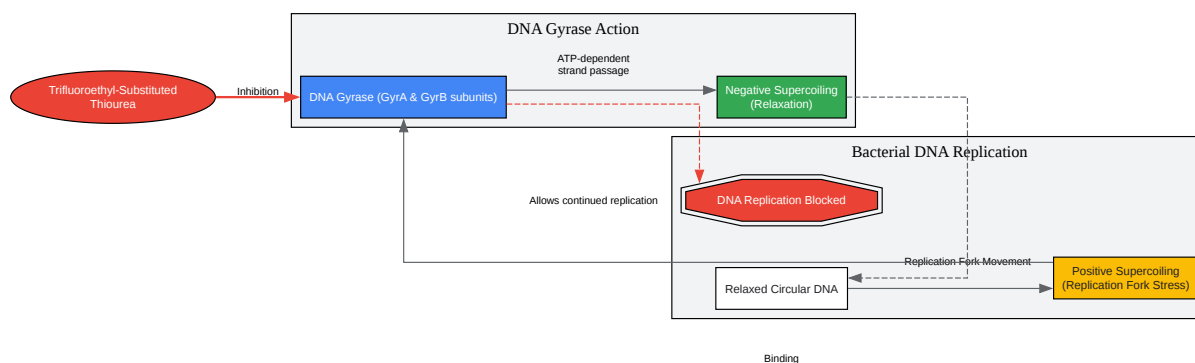 DNA Gyrase Action
ATP-dependent
strand passage
Trifluoroethyl-Substituted
Thiourea
Inhibition
DNA Gyrase (GyrA & GyrB subunits)
Negative Supercoiling
(Relaxation)
Bacterial DNA Replication
DNA Replication Blocked
Allows continued replication
Replication Fork Movement
Relaxed Circular DNA
Positive Supercoiling
(Replication Fork Stress)
Binding